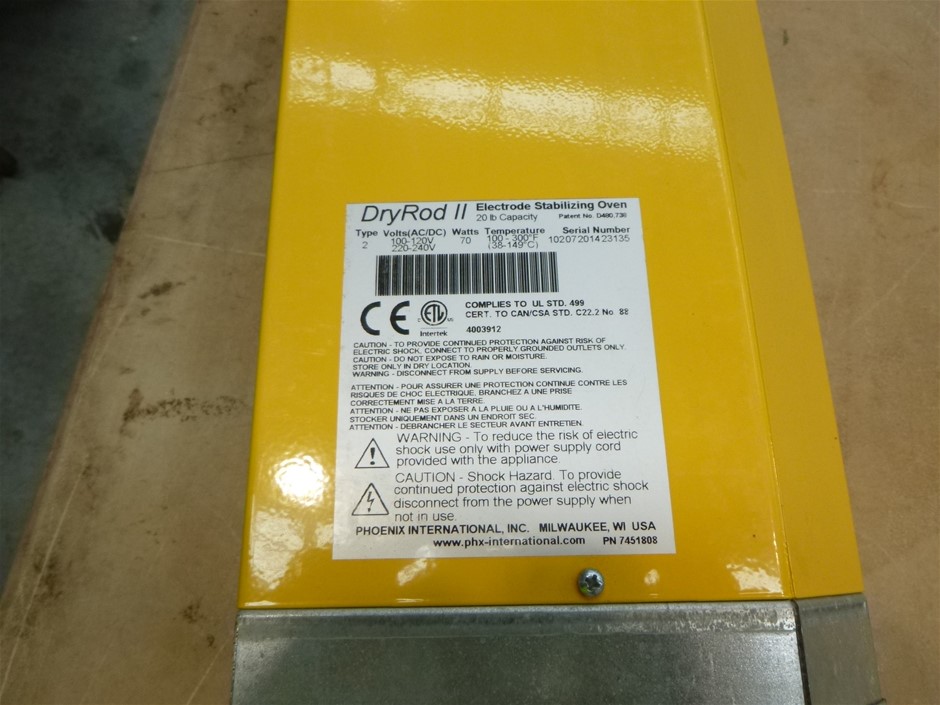 DryRod II Electrode Stabilizing Oven
20 lb Capacity Patent No. D480,736
Type Volts(AC/DC) Watts Temperature Serial Number
2 100-120V 70 100 - 300°F 10207201423135
220-240V (38-149°C)
CE ETL US COMPLIES TO UL STD. 499
CERT. TO CAN/CSA STD. C22.2 No. 88
Intertek 4003912
CAUTION - TO PROVIDE CONTINUED PROTECTION AGAINST RISK OF
ELECTRIC SHOCK, CONNECT TO PROPERLY GROUNDED OUTLETS ONLY.
CAUTION - DO NOT EXPOSE TO RAIN OR MOISTURE.
STORE ONLY IN DRY LOCATION.
WARNING - DISCONNECT FROM SUPPLY BEFORE SERVICING.
ATTENTION - POUR ASSURER UNE PROTECTION CONTINUE CONTRE LES
RISQUES DE CHOC ELECTRIQUE, BRANCHEZ A UNE PRISE
CORRECTEMENT MISE A LA TERRE.
ATTENTION - NE PAS EXPOSER A LA PLUIE OU A L'HUMIDITE.
STOCKER UNIQUEMENT DANS UN ENDROIT SEC.
ATTENTION - DEBRANCHER LE SECTEUR AVANT ENTRETIEN.
WARNING - To reduce the risk of electric
shock use only with power supply cord
provided with the appliance.
CAUTION - Shock Hazard. To provide
continued protection against electric shock
disconnect from the power supply when
not in use.
PHOENIX INTERNATIONAL, INC. MILWAUKEE, WI USA
www.phx-international.com PN 7451808